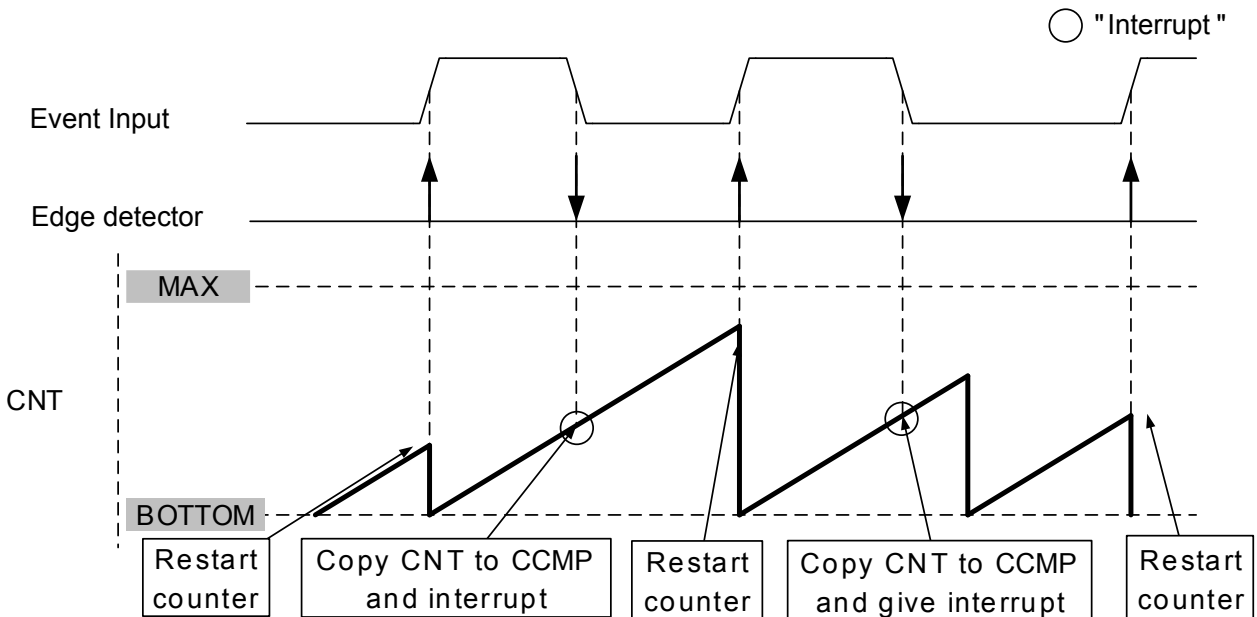 "Interrupt "
Event Input
Edge detector
MAX
CNT
BOTTOM
Restart
counter
Copy CNT to CCMP
and interrupt
Restart
counter
Copy CNT to CCMP
and give interrupt
Restart
counter